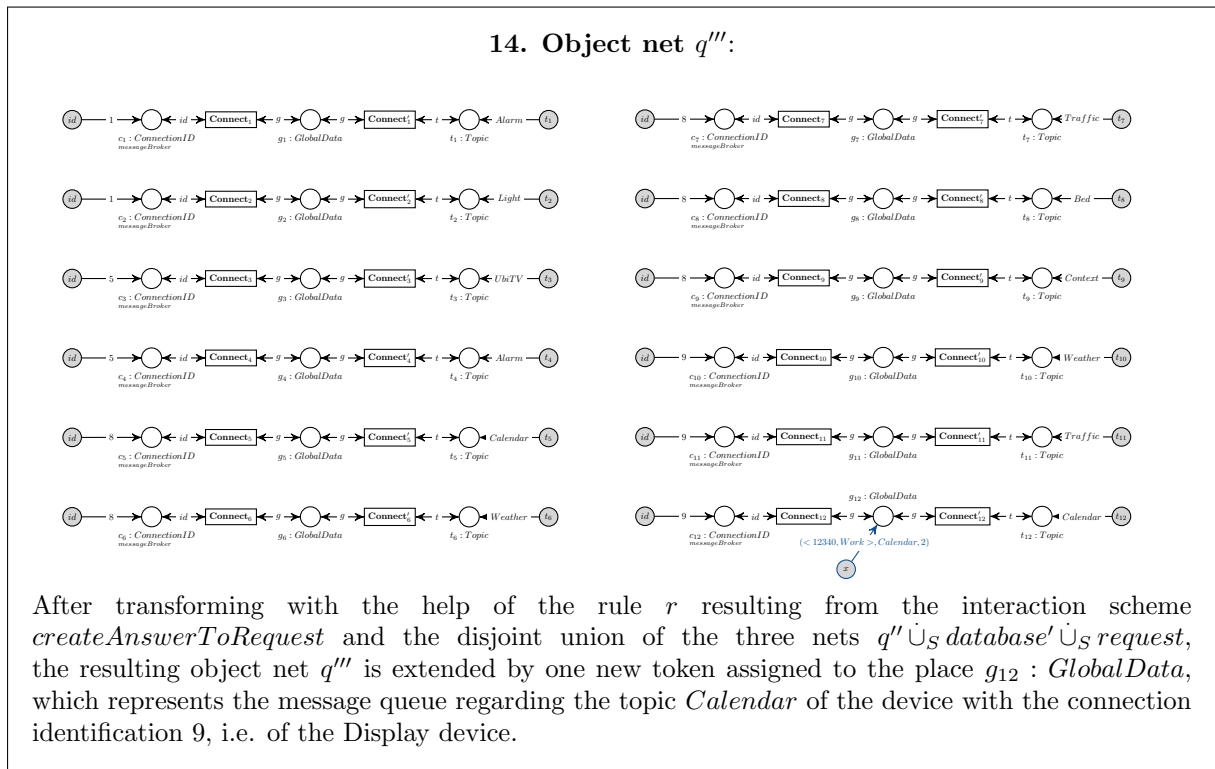 14. Object net q''':
id 1 id Connect₁ g g Connect′₁ t Alarm t₁
c₁ : ConnectionID g₁ : GlobalData t₁ : Topic
messageBroker
id 8 id Connect₇ g g Connect′₇ t Traffic t₇
c₇ : ConnectionID g₇ : GlobalData t₇ : Topic
messageBroker
id 1 id Connect₂ g g Connect′₂ t Light t₂
c₂ : ConnectionID g₂ : GlobalData t₂ : Topic
messageBroker
id 8 id Connect₈ g g Connect′₈ t Bed t₈
c₈ : ConnectionID g₈ : GlobalData t₈ : Topic
messageBroker
id 5 id Connect₃ g g Connect′₃ t UbiTV t₃
c₃ : ConnectionID g₃ : GlobalData t₃ : Topic
messageBroker
id 8 id Connect₉ g g Connect′₉ t Context t₉
c₉ : ConnectionID g₉ : GlobalData t₉ : Topic
messageBroker
id 5 id Connect₄ g g Connect′₄ t Alarm t₄
c₄ : ConnectionID g₄ : GlobalData t₄ : Topic
messageBroker
id 9 id Connect₁₀ g g Connect′₁₀ t Weather t₁₀
c₁₀ : ConnectionID g₁₀ : GlobalData t₁₀ : Topic
messageBroker
id 8 id Connect₅ g g Connect′₅ t Calendar t₅
c₅ : ConnectionID g₅ : GlobalData t₅ : Topic
messageBroker
id 9 id Connect₁₁ g g Connect′₁₁ t Traffic t₁₁
c₁₁ : ConnectionID g₁₁ : GlobalData t₁₁ : Topic
messageBroker
id 8 id Connect₆ g g Connect′₆ t Weather t₆
c₆ : ConnectionID g₆ : GlobalData t₆ : Topic
messageBroker
g₁₂ : GlobalData
id 9 id Connect₁₂ g g Connect′₁₂ t Calendar t₁₂
c₁₂ : ConnectionID t₁₂ : Topic
messageBroker
(< 12340, Work >, Calendar, 2)
x
After transforming with the help of the rule r resulting from the interaction scheme
createAnswerToRequest and the disjoint union of the three nets q'' ∪̇_S database' ∪̇_S request,
the resulting object net q''' is extended by one new token assigned to the place g₁₂ : GlobalData,
which represents the message queue regarding the topic Calendar of the device with the connection
identification 9, i.e. of the Display device.